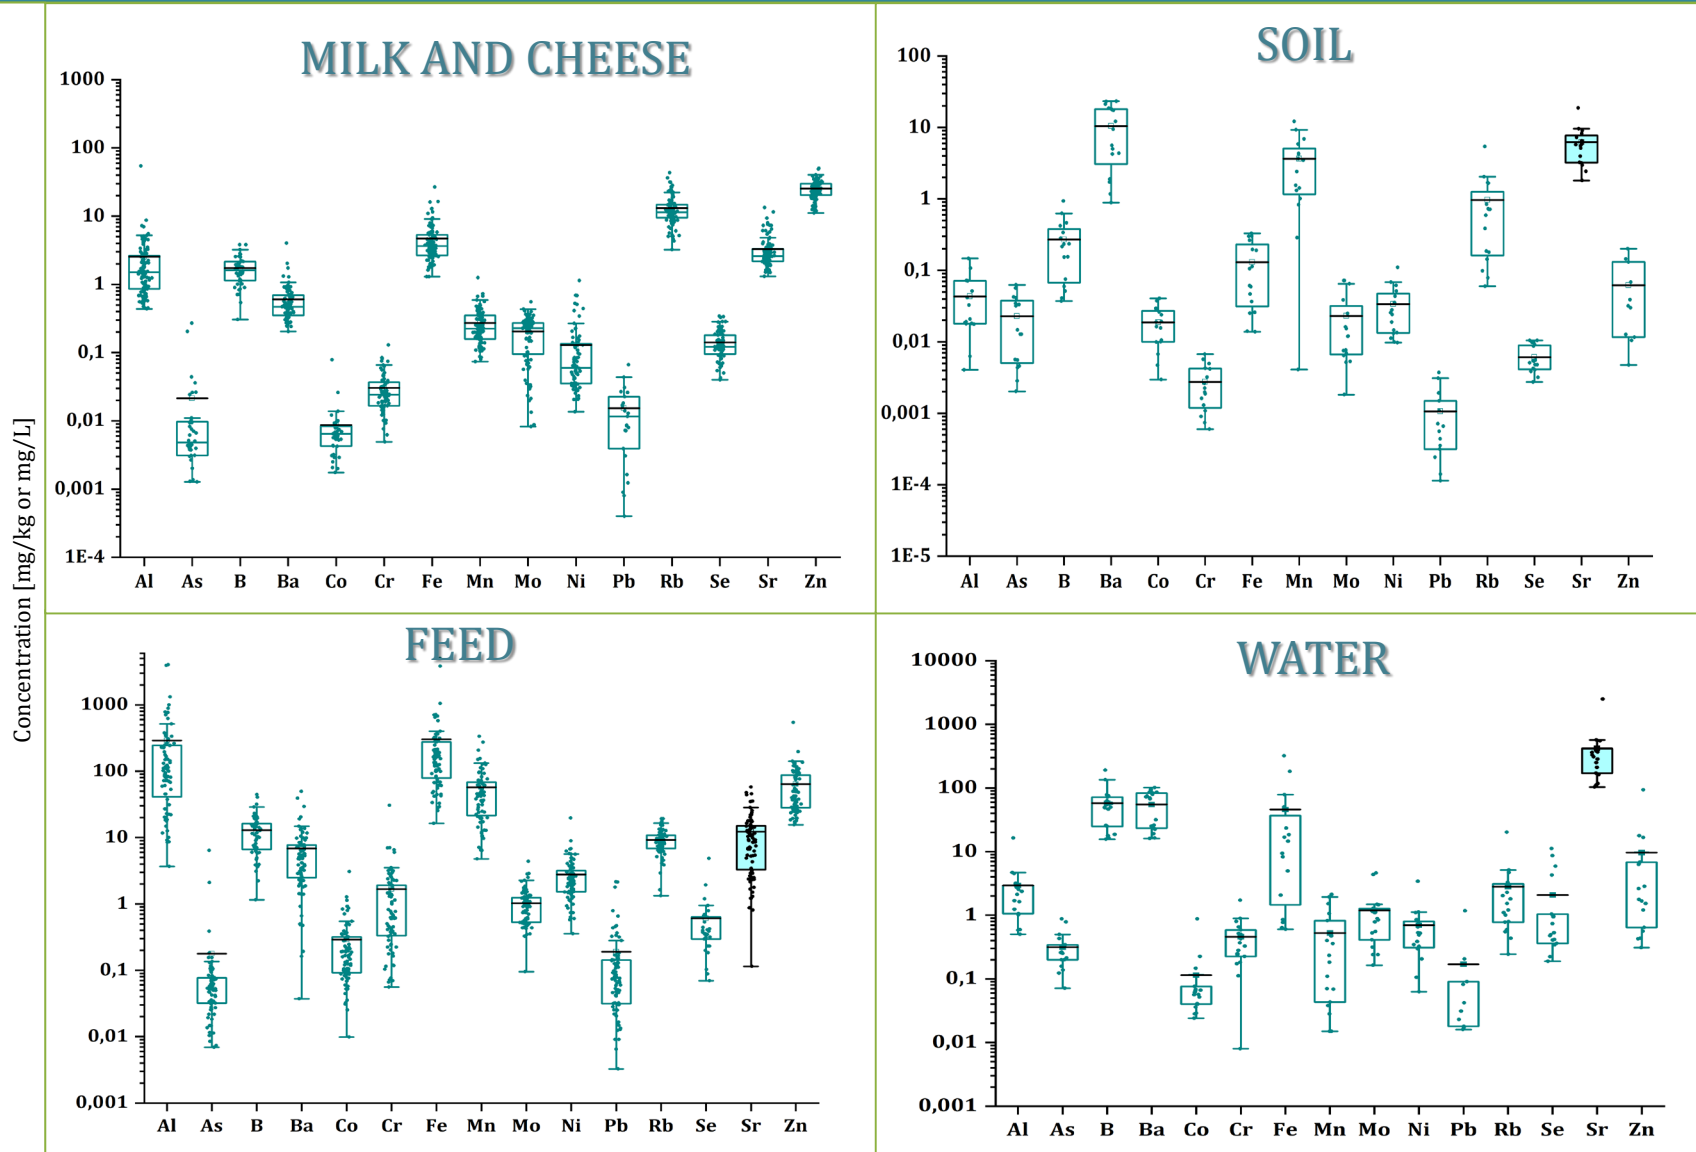 Concentration [mg/kg or mg/L]
MILK AND CHEESE
1000
100
10
1
0,1
0,01
0,001
1E-4
Al As B Ba Co Cr Fe Mn Mo Ni Pb Rb Se Sr Zn
SOIL
100
10
1
0,1
0,01
0,001
1E-4
1E-5
Al As B Ba Co Cr Fe Mn Mo Ni Pb Rb Se Sr Zn
FEED
1000
100
10
1
0,1
0,01
0,001
Al As B Ba Co Cr Fe Mn Mo Ni Pb Rb Se Sr Zn
WATER
10000
1000
100
10
1
0,1
0,01
0,001
Al As B Ba Co Cr Fe Mn Mo Ni Pb Rb Se Sr Zn